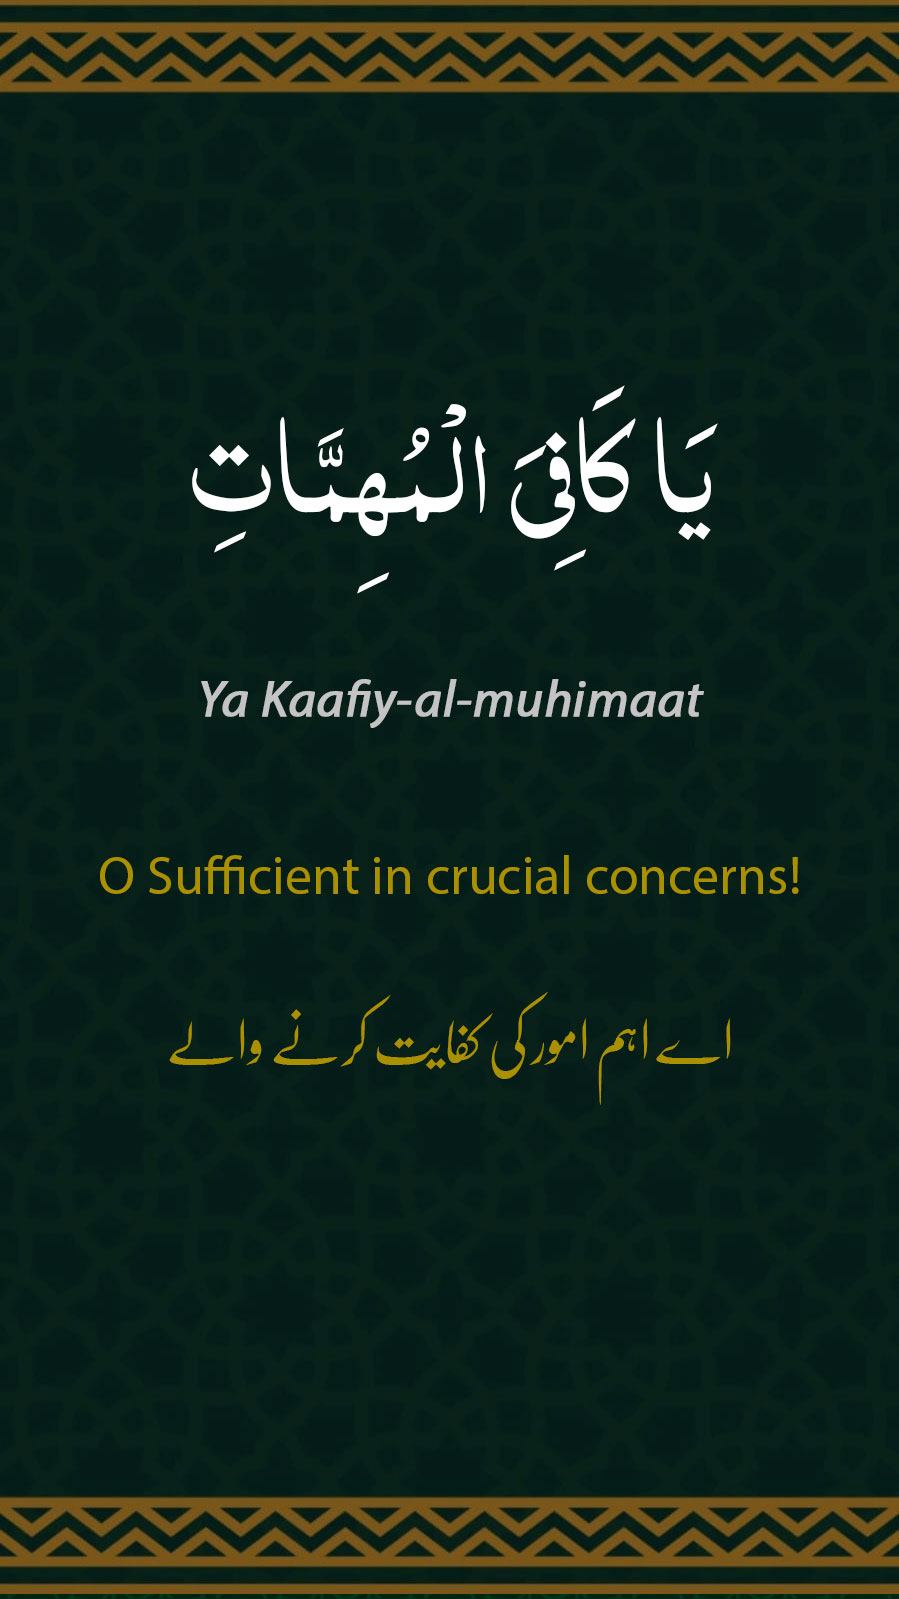 يَا كَافِىَ الْمُهِمَّاتِ
Ya Kaafiy-al-muhimaat
O Sufficient in crucial concerns!
اے اہم امور کی کفایت کرنے والے